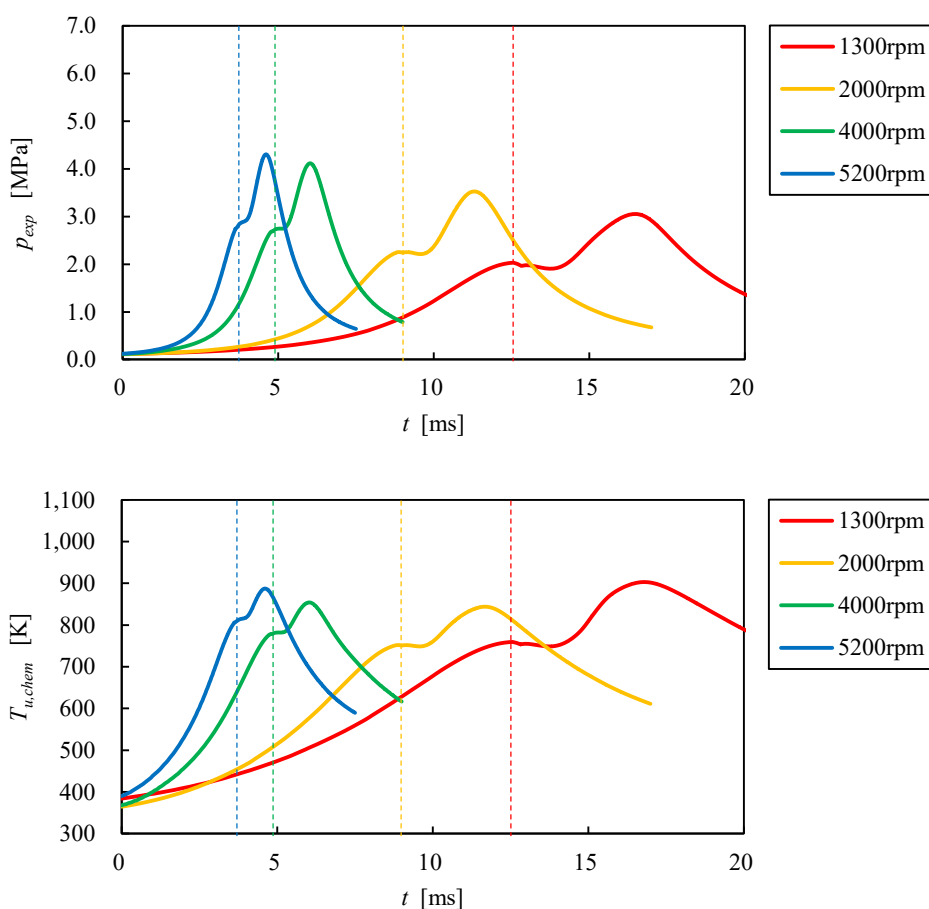 7.0
6.0
5.0
4.0
3.0
2.0
1.0
0.0
p_exp [MPa]
0 5 10 15 20
t [ms]
1300rpm
2000rpm
4000rpm
5200rpm
1,100
1,000
900
800
700
600
500
400
300
T_u,chem [K]
0 5 10 15 20
t [ms]
1300rpm
2000rpm
4000rpm
5200rpm